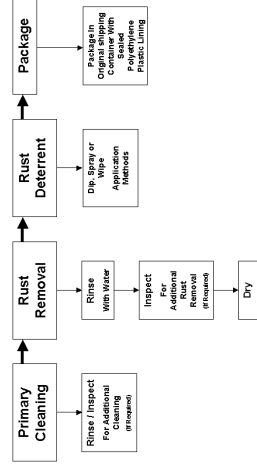 Primary
Cleaning
Rinse / Inspect
For Additional
Cleaning
(If Required)
Rust
Removal
Rinse
With Water
Inspect
For
Additional
Rust
Removal
(If Required)
Dry
Rust
Deterrent
Dip, Spray or
Wipe
Application
Methods
Package
Package In
Original shipping
Container With
Sealed
Polyethylene
Plastic Lining